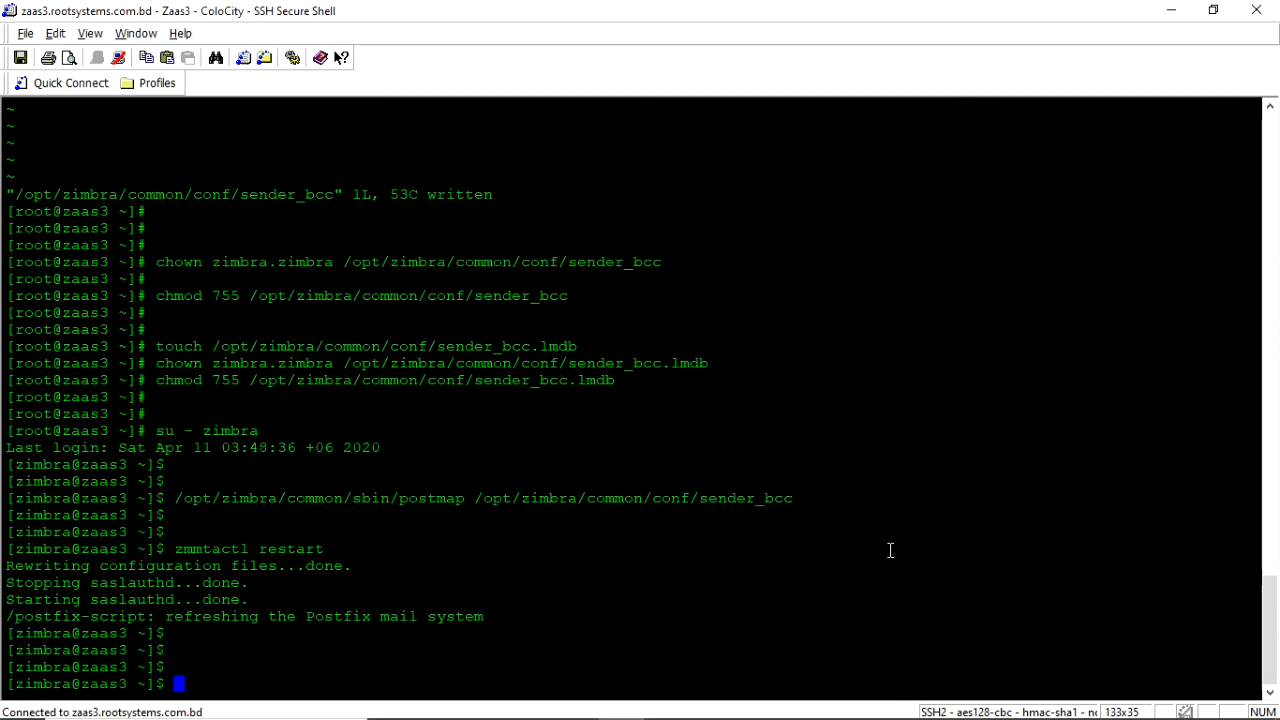 zaas3.rootsystems.com.bd - Zaas3 - ColoCity - SSH Secure Shell
File Edit View Window Help
Quick Connect Profiles
~
~
~
~
~
"/opt/zimbra/common/conf/sender_bcc" 1L, 53C written
[root@zaas3 ~]#
[root@zaas3 ~]#
[root@zaas3 ~]#
[root@zaas3 ~]# chown zimbra.zimbra /opt/zimbra/common/conf/sender_bcc
[root@zaas3 ~]#
[root@zaas3 ~]# chmod 755 /opt/zimbra/common/conf/sender_bcc
[root@zaas3 ~]#
[root@zaas3 ~]#
[root@zaas3 ~]# touch /opt/zimbra/common/conf/sender_bcc.lmdb
[root@zaas3 ~]# chown zimbra.zimbra /opt/zimbra/common/conf/sender_bcc.lmdb
[root@zaas3 ~]# chmod 755 /opt/zimbra/common/conf/sender_bcc.lmdb
[root@zaas3 ~]#
[root@zaas3 ~]#
[root@zaas3 ~]# su - zimbra
Last login: Sat Apr 11 03:48:36 +06 2020
[zimbra@zaas3 ~]$
[zimbra@zaas3 ~]$
[zimbra@zaas3 ~]$ /opt/zimbra/common/sbin/postmap /opt/zimbra/common/conf/sender_bcc
[zimbra@zaas3 ~]$
[zimbra@zaas3 ~]$
[zimbra@zaas3 ~]$ zmmtactl restart
Rewriting configuration files...done.
Stopping saslauthd...done.
Starting saslauthd...done.
/postfix-script: refreshing the Postfix mail system
[zimbra@zaas3 ~]$
[zimbra@zaas3 ~]$
[zimbra@zaas3 ~]$
[zimbra@zaas3 ~]$
Connected to zaas3.rootsystems.com.bd SSH2 - aes128-cbc - hmac-sha1 - 133x35 NUM